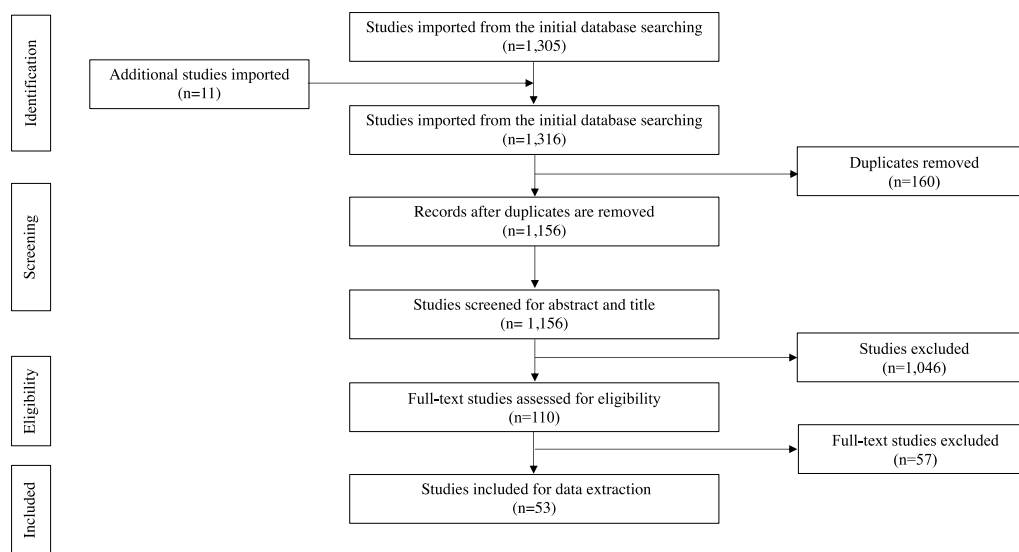 Identification
Studies imported from the initial database searching
(n=1,305)
Additional studies imported
(n=11)
Studies imported from the initial database searching
(n=1,316)
Duplicates removed
(n=160)
Screening
Records after duplicates are removed
(n=1,156)
Studies screened for abstract and title
(n= 1,156)
Studies excluded
(n=1,046)
Eligibility
Full-text studies assessed for eligibility
(n=110)
Full-text studies excluded
(n=57)
Included
Studies included for data extraction
(n=53)